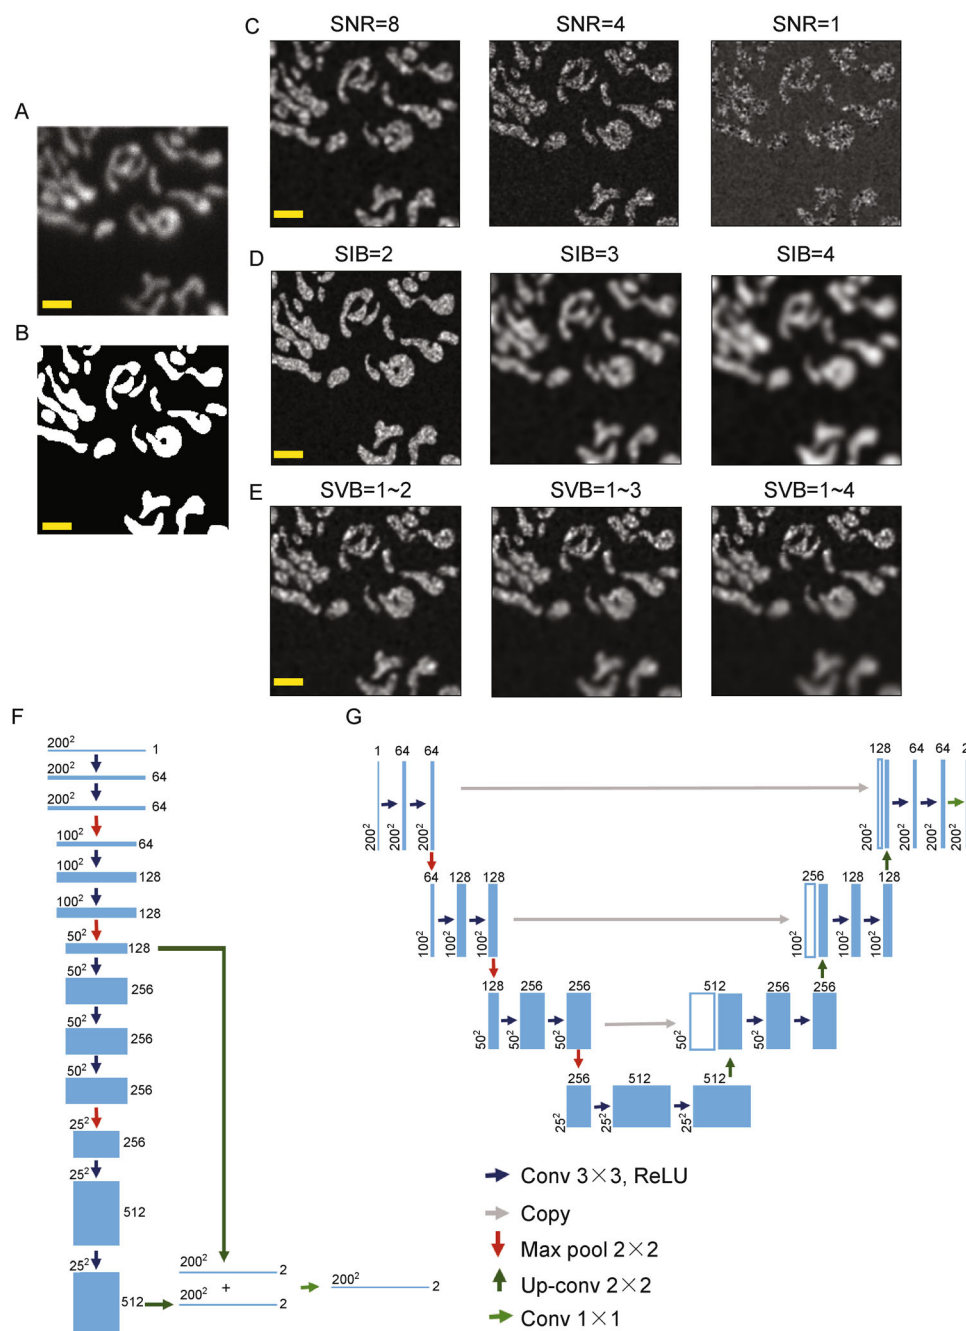 C
SNR=8 SNR=4 SNR=1
A
D
SIB=2 SIB=3 SIB=4
B
E
SVB=1~2 SVB=1~3 SVB=1~4
F
200² 1
200² 64
200² 64
100² 64
100² 128
100² 128
50² 128
50² 256
50² 256
50² 256
25² 256
25² 512
25² 512
200² 2
+
200² 2
200² 2
G
1 64 64 128 64 64 2
200² 200² 200² 200² 200² 200² 200²
64 128 128 256 128 128
100² 100² 100² 100² 100² 100²
128 256 256 512 256 256
50² 50² 50² 50² 50²
256 512 512
25² 25² 25²
Conv 3×3, ReLU
Copy
Max pool 2×2
Up-conv 2×2
Conv 1×1